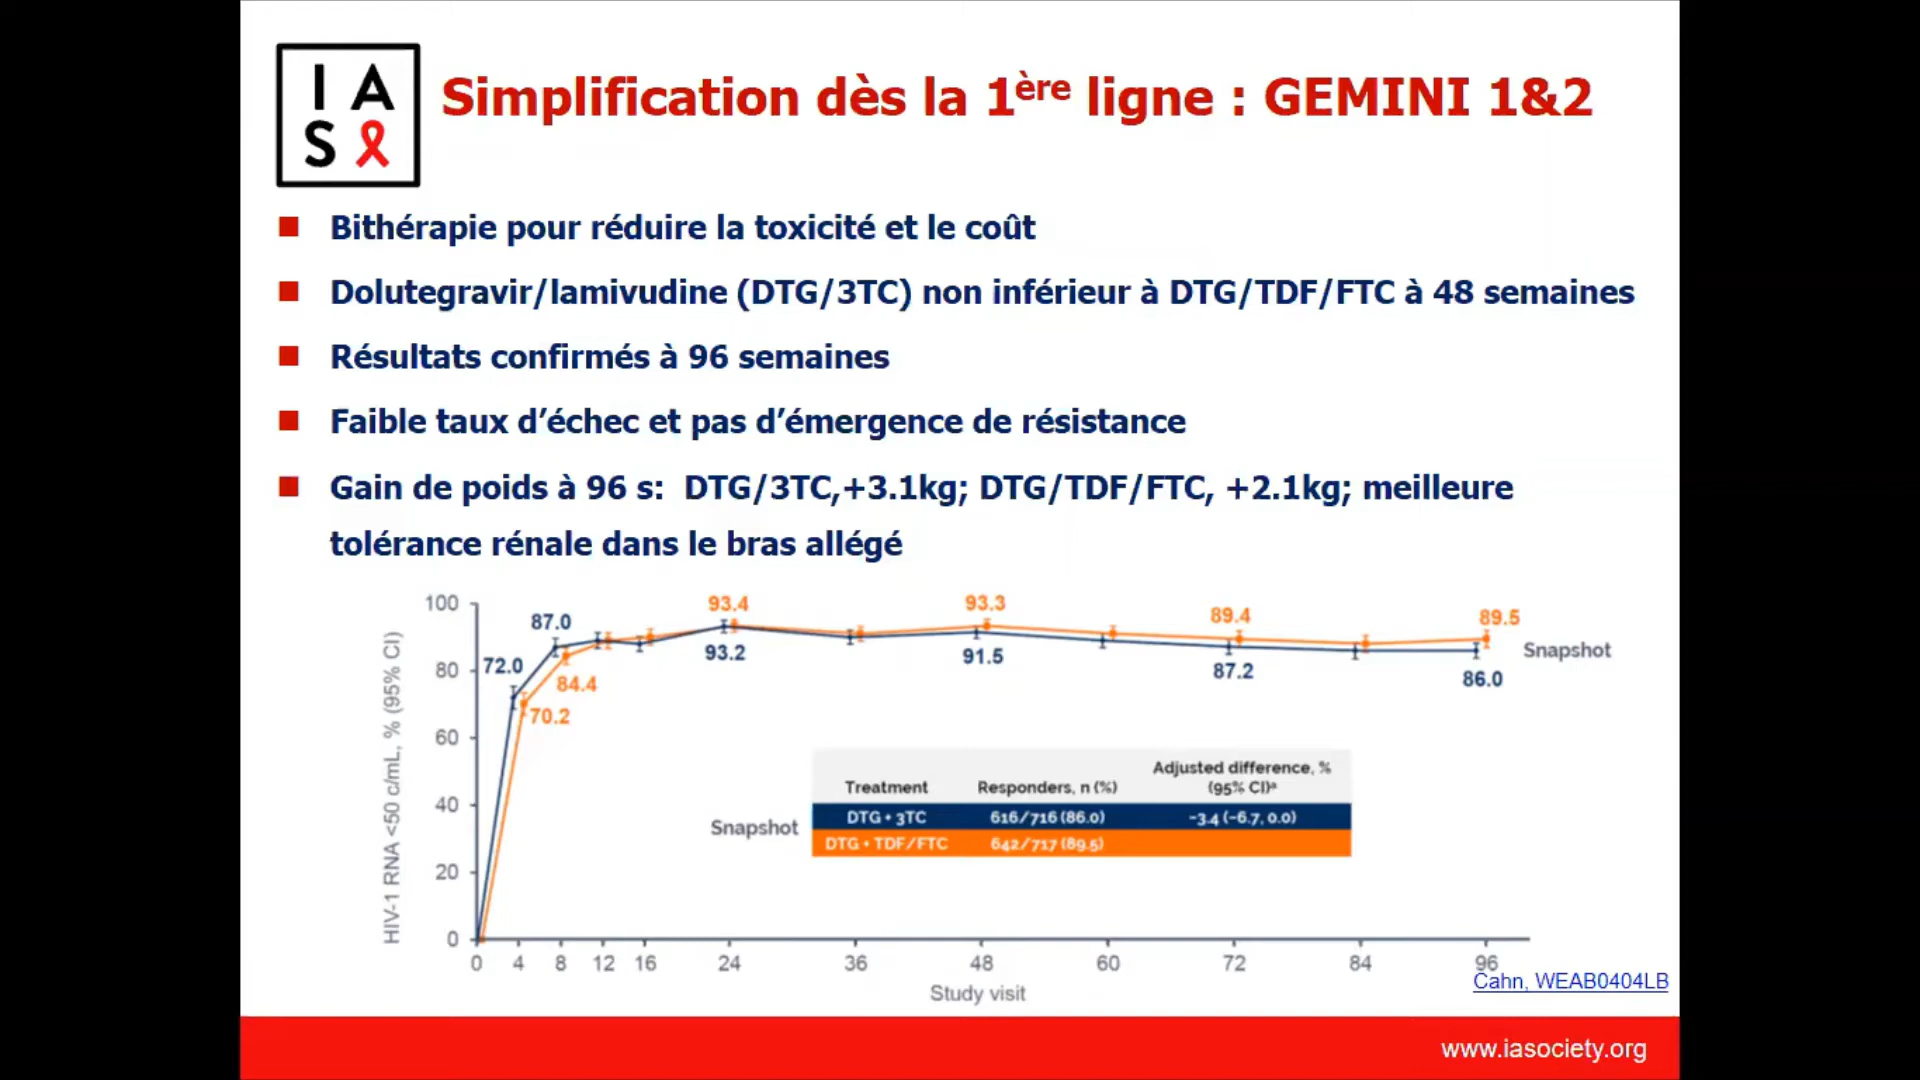 I A
S
Simplification dès la 1ère ligne : GEMINI 1&2
Bithérapie pour réduire la toxicité et le coût
Dolutegravir/lamivudine (DTG/3TC) non inférieur à DTG/TDF/FTC à 48 semaines
Résultats confirmés à 96 semaines
Faible taux d’échec et pas d’émergence de résistance
Gain de poids à 96 s: DTG/3TC,+3.1kg; DTG/TDF/FTC, +2.1kg; meilleure
tolérance rénale dans le bras allégé
HIV-1 RNA <50 c/mL, % (95% CI)
100
80
60
40
20
0
72.0
87.0
84.4
70.2
93.4
93.2
93.3
91.5
89.4
87.2
89.5
86.0
Snapshot
Snapshot
Treatment Responders, n (%) Adjusted difference, % (95% CI)ª
DTG + 3TC 616/716 (86.0) -3.4 (-6.7, 0.0)
DTG + TDF/FTC 642/717 (89.5)
0 4 8 12 16 24 36 48 60 72 84 96
Study visit
Cahn, WEAB0404LB
www.iasociety.org